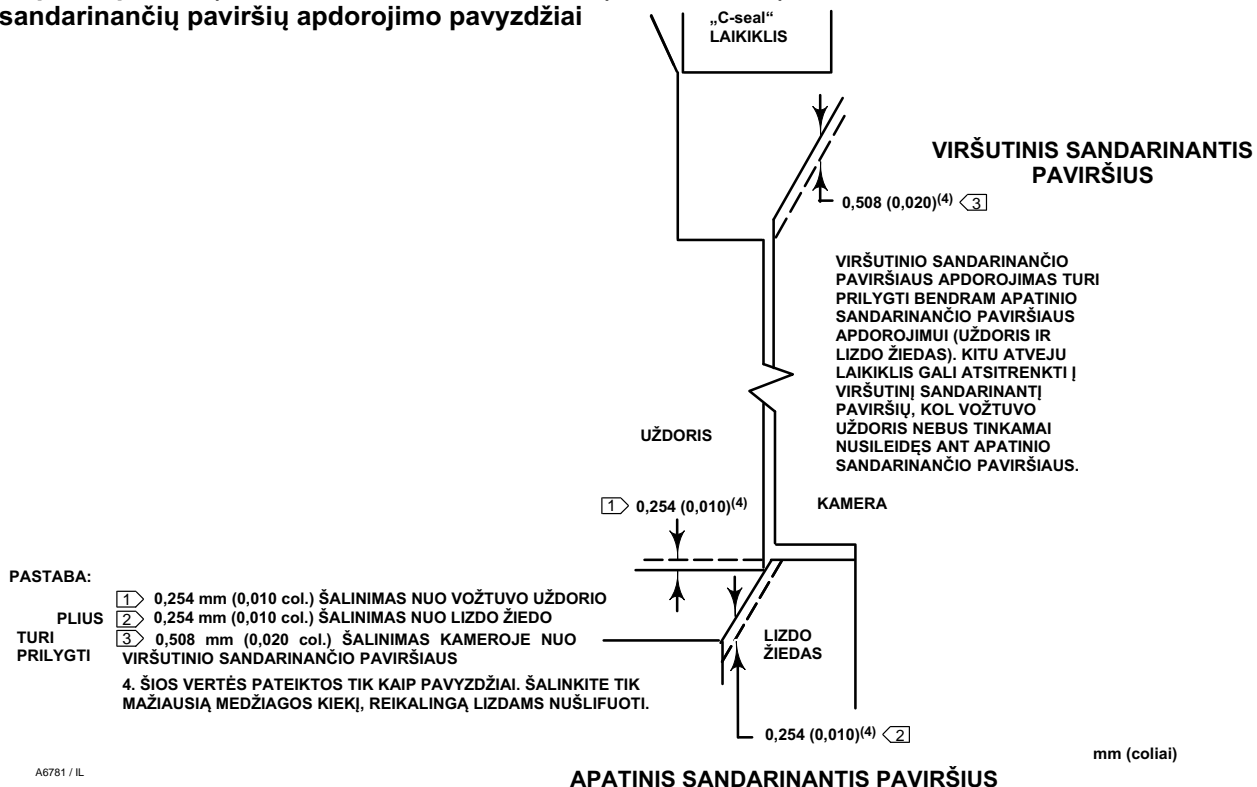 sandarinančių paviršių apdorojimo pavyzdžiai
„C-seal“
LAIKIKLIS
VIRŠUTINIS SANDARINANTIS
PAVIRŠIUS
0,508 (0,020)(4) 3
VIRŠUTINIO SANDARINANČIO
PAVIRŠIAUS APDOROJIMAS TURI
PRILYGTI BENDRAM APATINIO
SANDARINANČIO PAVIRŠIAUS
APDOROJIMUI (UŽDORIS IR
LIZDO ŽIEDAS). KITU ATVEJU
LAIKIKLIS GALI ATSITRENKTI Į
VIRŠUTINĮ SANDARINANTĮ
PAVIRŠIŲ, KOL VOŽTUVO
UŽDORIS NEBUS TINKAMAI
NUSILEIDĘS ANT APATINIO
SANDARINANČIO PAVIRŠIAUS.
UŽDORIS
1 0,254 (0,010)(4)
KAMERA
PASTABA:
1 0,254 mm (0,010 col.) ŠALINIMAS NUO VOŽTUVO UŽDORIO
PLIUS 2 0,254 mm (0,010 col.) ŠALINIMAS NUO LIZDO ŽIEDO
TURI PRILYGTI 3 0,508 mm (0,020 col.) ŠALINIMAS KAMEROJE NUO
VIRŠUTINIO SANDARINANČIO PAVIRŠIAUS
4. ŠIOS VERTĖS PATEIKTOS TIK KAIP PAVYZDŽIAI. ŠALINKITE TIK
MAŽIAUSIĄ MEDŽIAGOS KIEKĮ, REIKALINGĄ LIZDAMS NUŠLIFUOTI.
LIZDO
ŽIEDAS
0,254 (0,010)(4) 2
mm (coliai)
A6781 / IL
APATINIS SANDARINANTIS PAVIRŠIUS